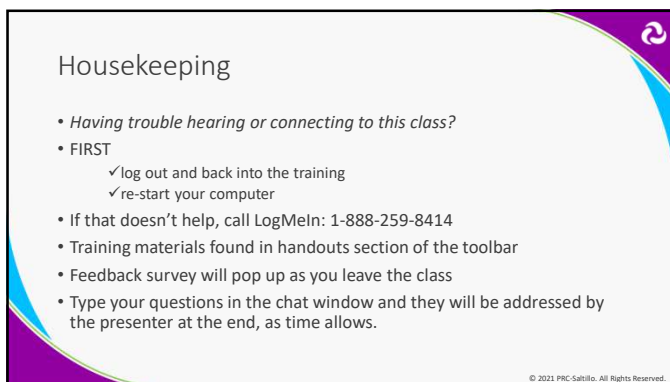 Housekeeping
• Having trouble hearing or connecting to this class?
• FIRST
✓log out and back into the training
✓re-start your computer
• If that doesn't help, call LogMeIn: 1-888-259-8414
• Training materials found in handouts section of the toolbar
• Feedback survey will pop up as you leave the class
• Type your questions in the chat window and they will be addressed by
the presenter at the end, as time allows.
© 2021 PRC-Saltillo. All Rights Reserved.